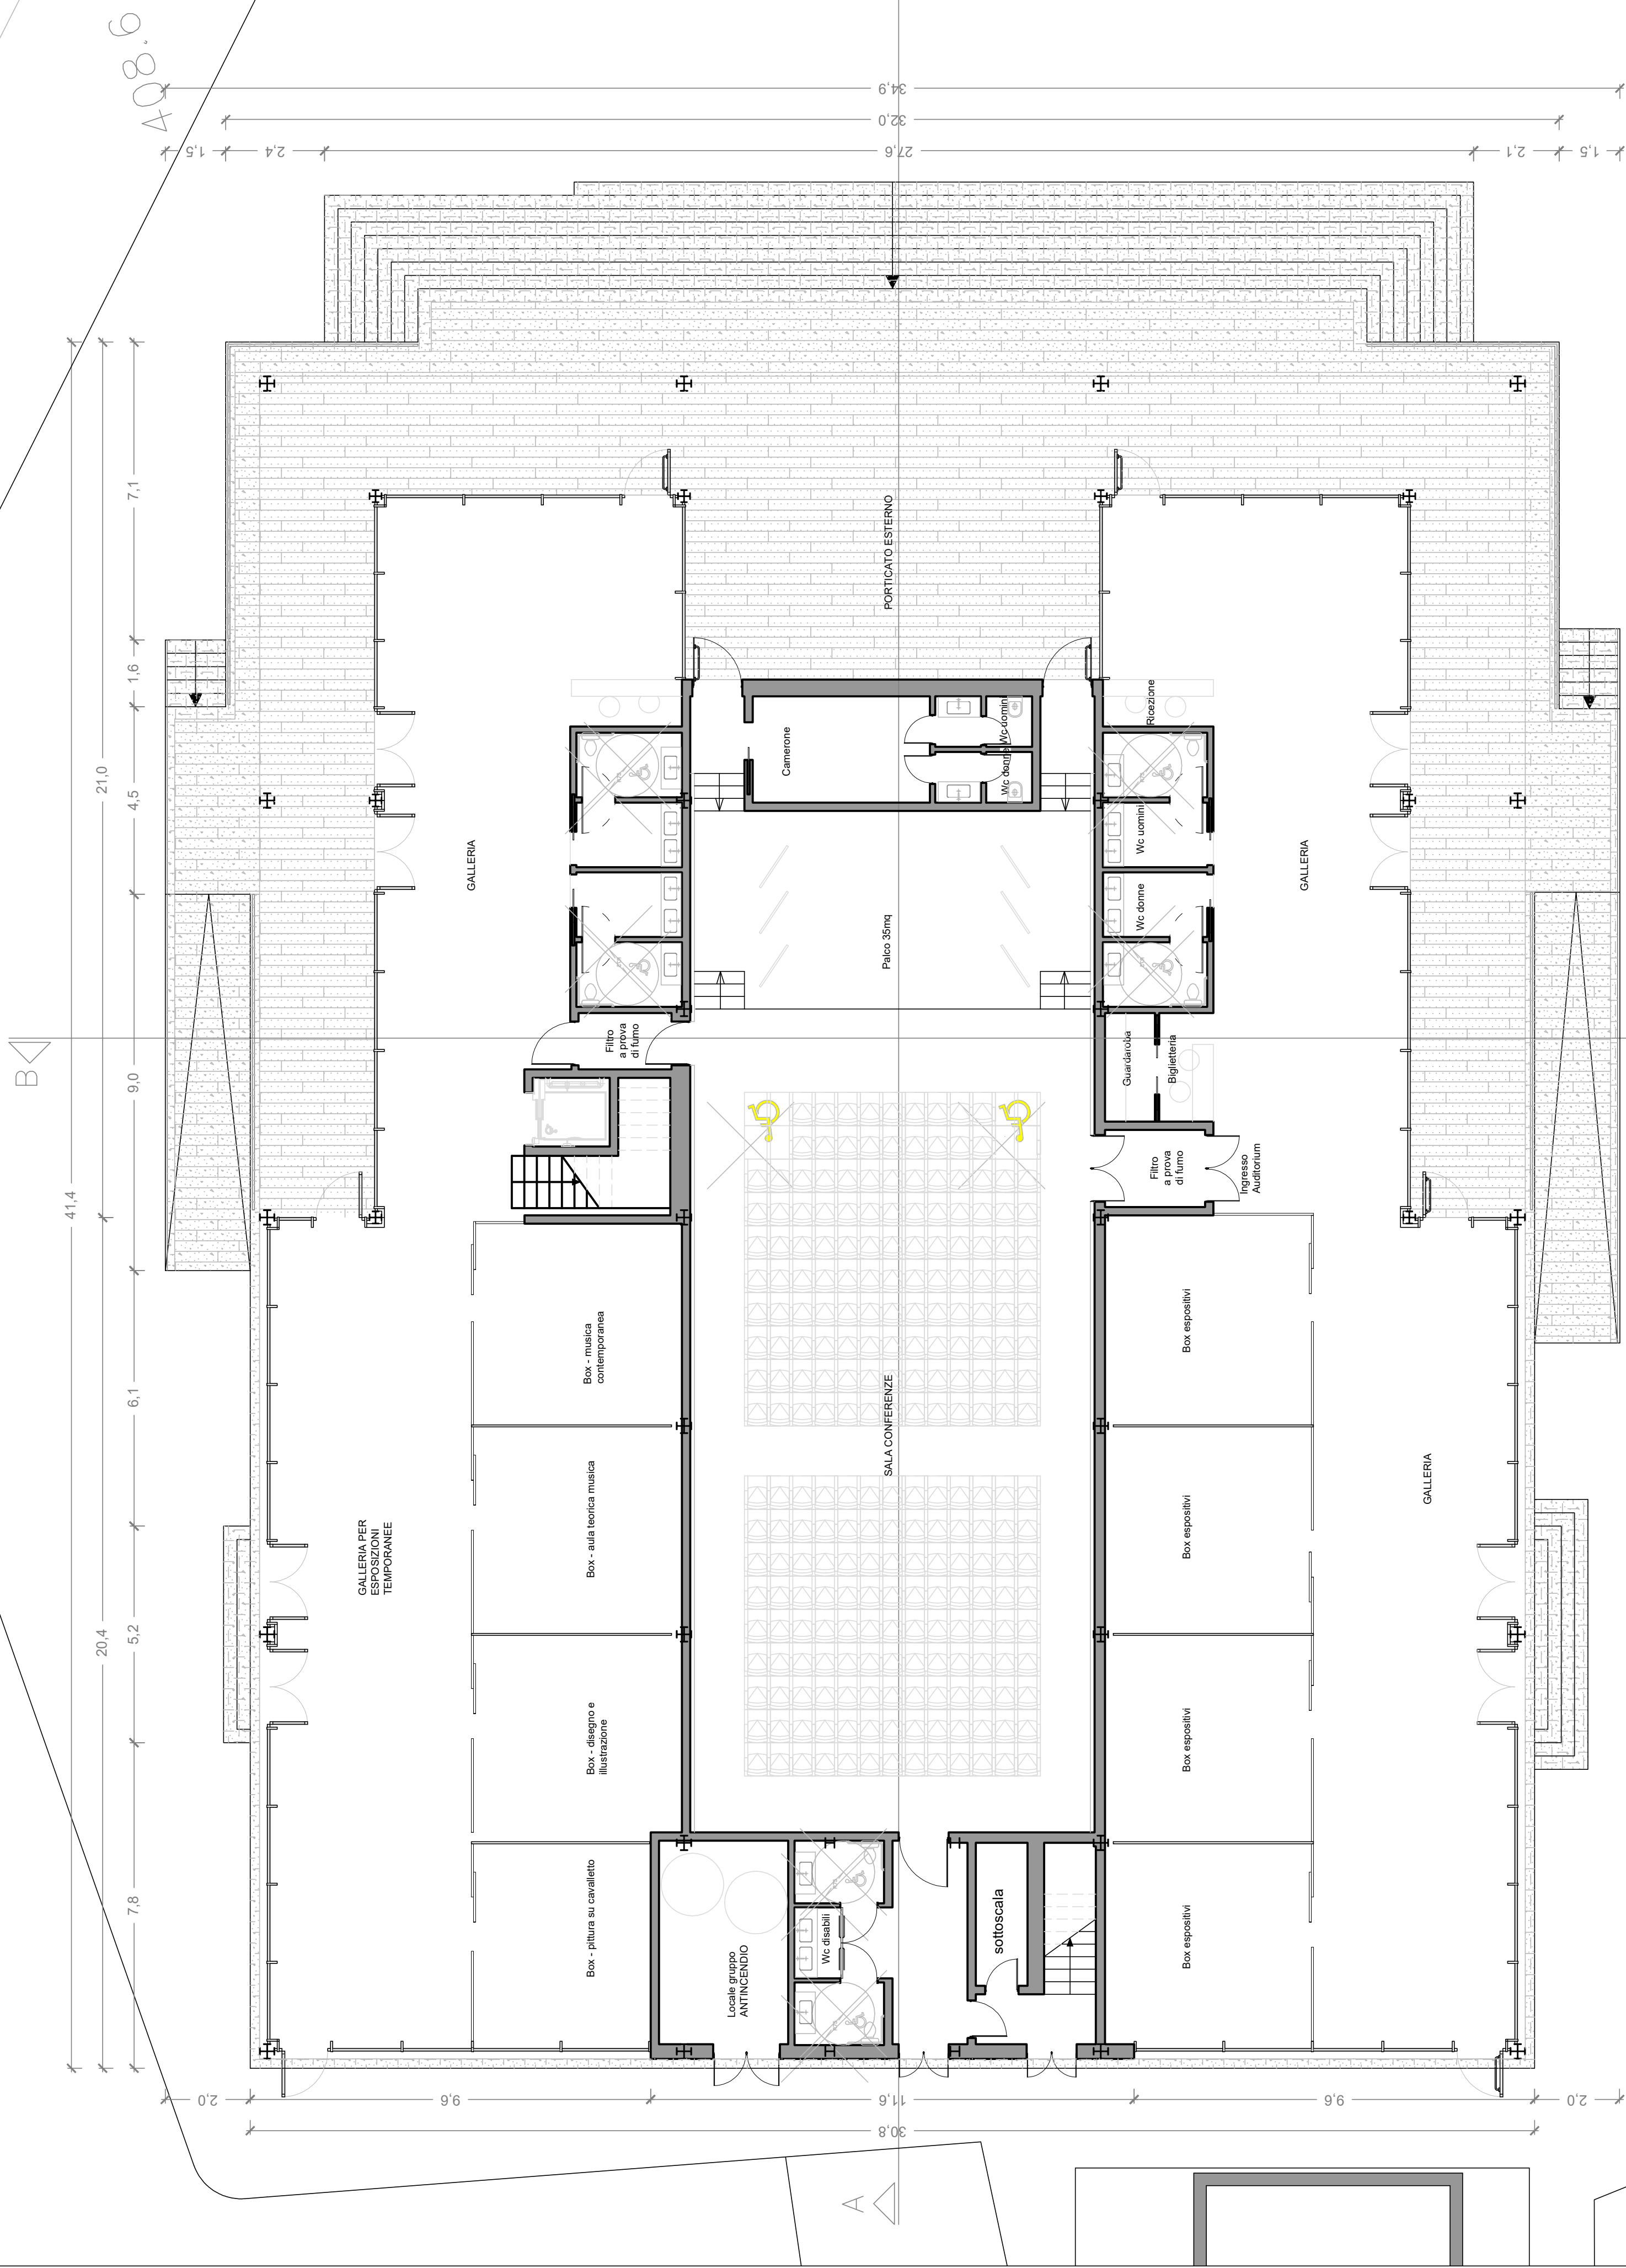 408.6
34,9
32,0
1,5
2,4
27,6
2,1
1,5
41,4
21,0
20,4
7,1
1,6
4,5
9,0
6,1
5,2
7,8
B
PORTICATO ESTERNO
GALLERIA
Camerone
Wc uomini
Wc donne
Ricezione
Wc uomini
Wc donne
GALLERIA
Palco 35mq
Filtro
a prova
di fumo
Guardaroba
Biglietteria
Filtro
a prova
di fumo
Ingresso
Auditorium
SALA CONFERENZE
GALLERIA PER
ESPOSIZIONI
TEMPORANEE
Box - musica
contemporanea
Box - aula teorica musica
Box - disegno e
illustrazione
Box - pittura su cavalletto
Box espositivi
Box espositivi
Box espositivi
Box espositivi
GALLERIA
Locale gruppo
ANTINCENDIO
Wc disabili
sottoscala
2,0
9,6
11,6
9,6
2,0
30,8
A